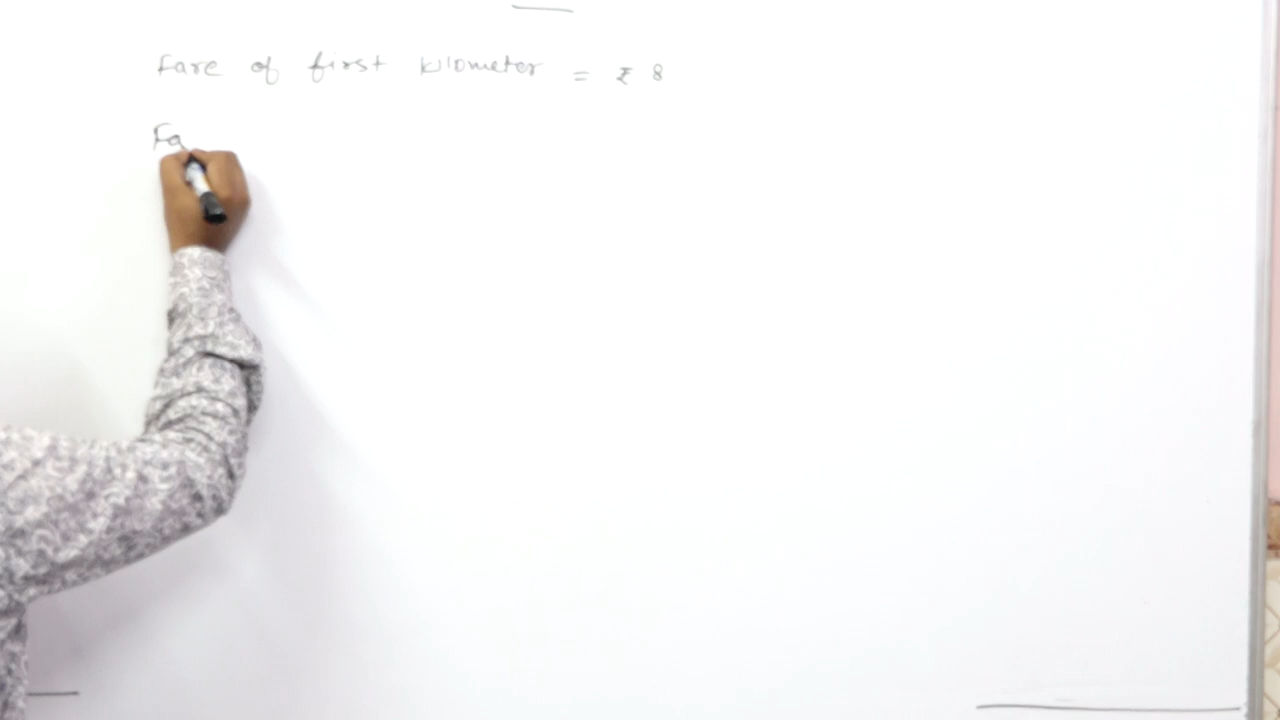 Fare of first kilometer = ₹ 8
Fa